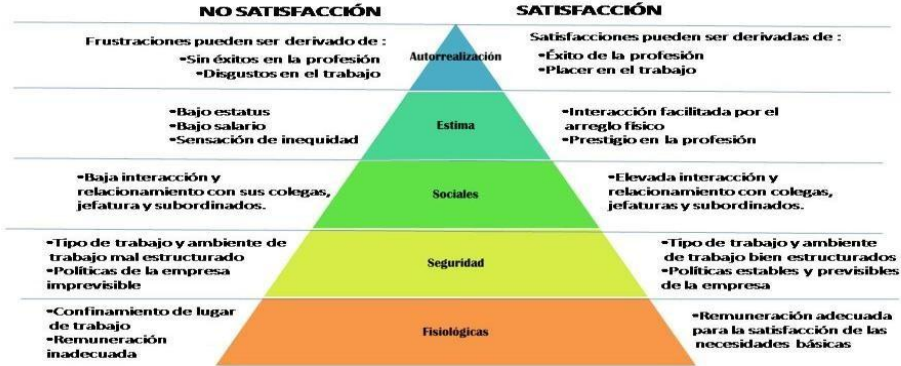 NO SATISFACCIÓN
SATISFACCIÓN
Frustraciones pueden ser derivado de :
•Sin éxitos en la profesión
•Disgustos en el trabajo
Autorrealización
Satisfacciones pueden ser derivadas de :
•Éxito de la profesión
•Placer en el trabajo
•Bajo estatus
•Bajo salario
•Sensación de inequidad
Estima
•Interacción facilitada por el
arreglo físico
•Prestigio en la profesión
•Baja interacción y
relacionamiento con sus colegas,
jefatura y subordinados.
Sociales
•Elevada interacción y
relacionamiento con colegas,
jefaturas y subordinados.
•Tipo de trabajo y ambiente de
trabajo mal estructurado
•Políticas de la empresa
imprevisible
Seguridad
•Tipo de trabajo y ambiente
de trabajo bien estructurados
•Políticas estables y previsibles
de la empresa
•Confinamiento de lugar
de trabajo
•Remuneración
inadecuada
Fisiológicas
•Remuneración adecuada
para la satisfacción de las
necesidades básicas